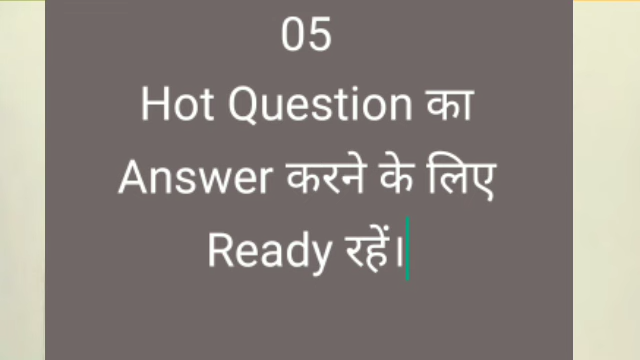 05
Hot Question का
Answer करने के लिए
Ready रहें।